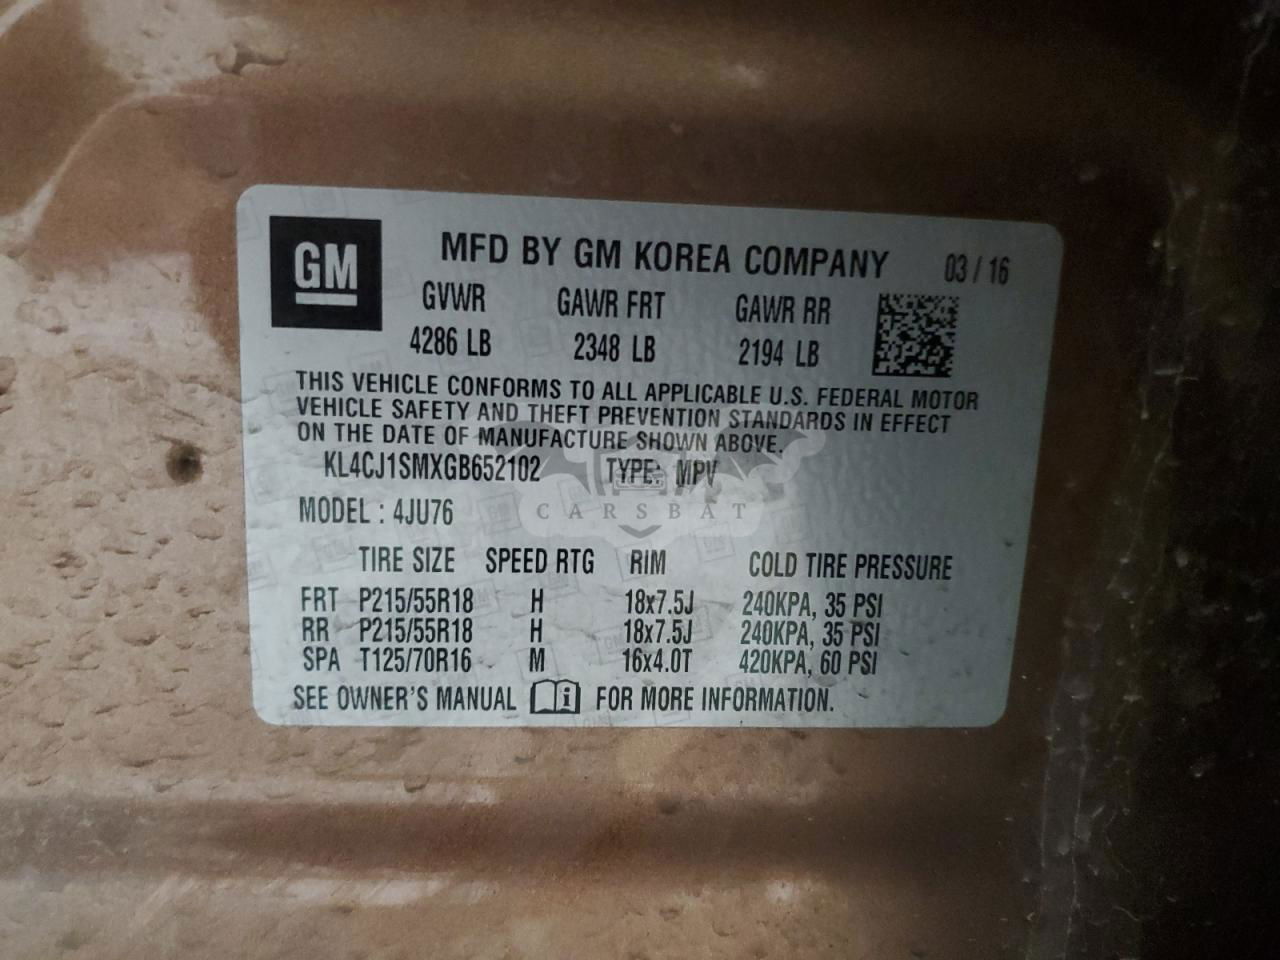 GM
MFD BY GM KOREA COMPANY 03 / 16
GVWR GAWR FRT GAWR RR
4286 LB 2348 LB 2194 LB
THIS VEHICLE CONFORMS TO ALL APPLICABLE U.S. FEDERAL MOTOR
VEHICLE SAFETY AND THEFT PREVENTION STANDARDS IN EFFECT
ON THE DATE OF MANUFACTURE SHOWN ABOVE.
KL4CJ1SMXGB652102 TYPE: MPV
CARSBAT
MODEL : 4JU76
TIRE SIZE SPEED RTG RIM COLD TIRE PRESSURE
FRT P215/55R18 H 18x7.5J 240KPA, 35 PSI
RR P215/55R18 H 18x7.5J 240KPA, 35 PSI
SPA T125/70R16 M 16x4.0T 420KPA, 60 PSI
SEE OWNER'S MANUAL i FOR MORE INFORMATION.